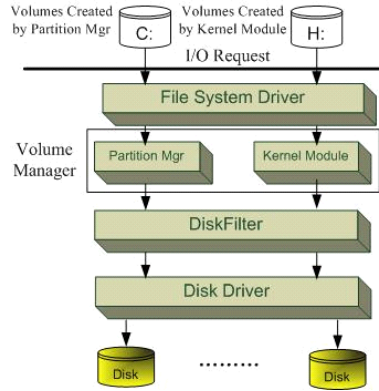 Volumes Created by Partition Mgr
Volumes Created by Kernel Module
C:
H:
I/O Request
File System Driver
Volume Manager
Partition Mgr
Kernel Module
DiskFilter
Disk Driver
Disk
.........
Disk